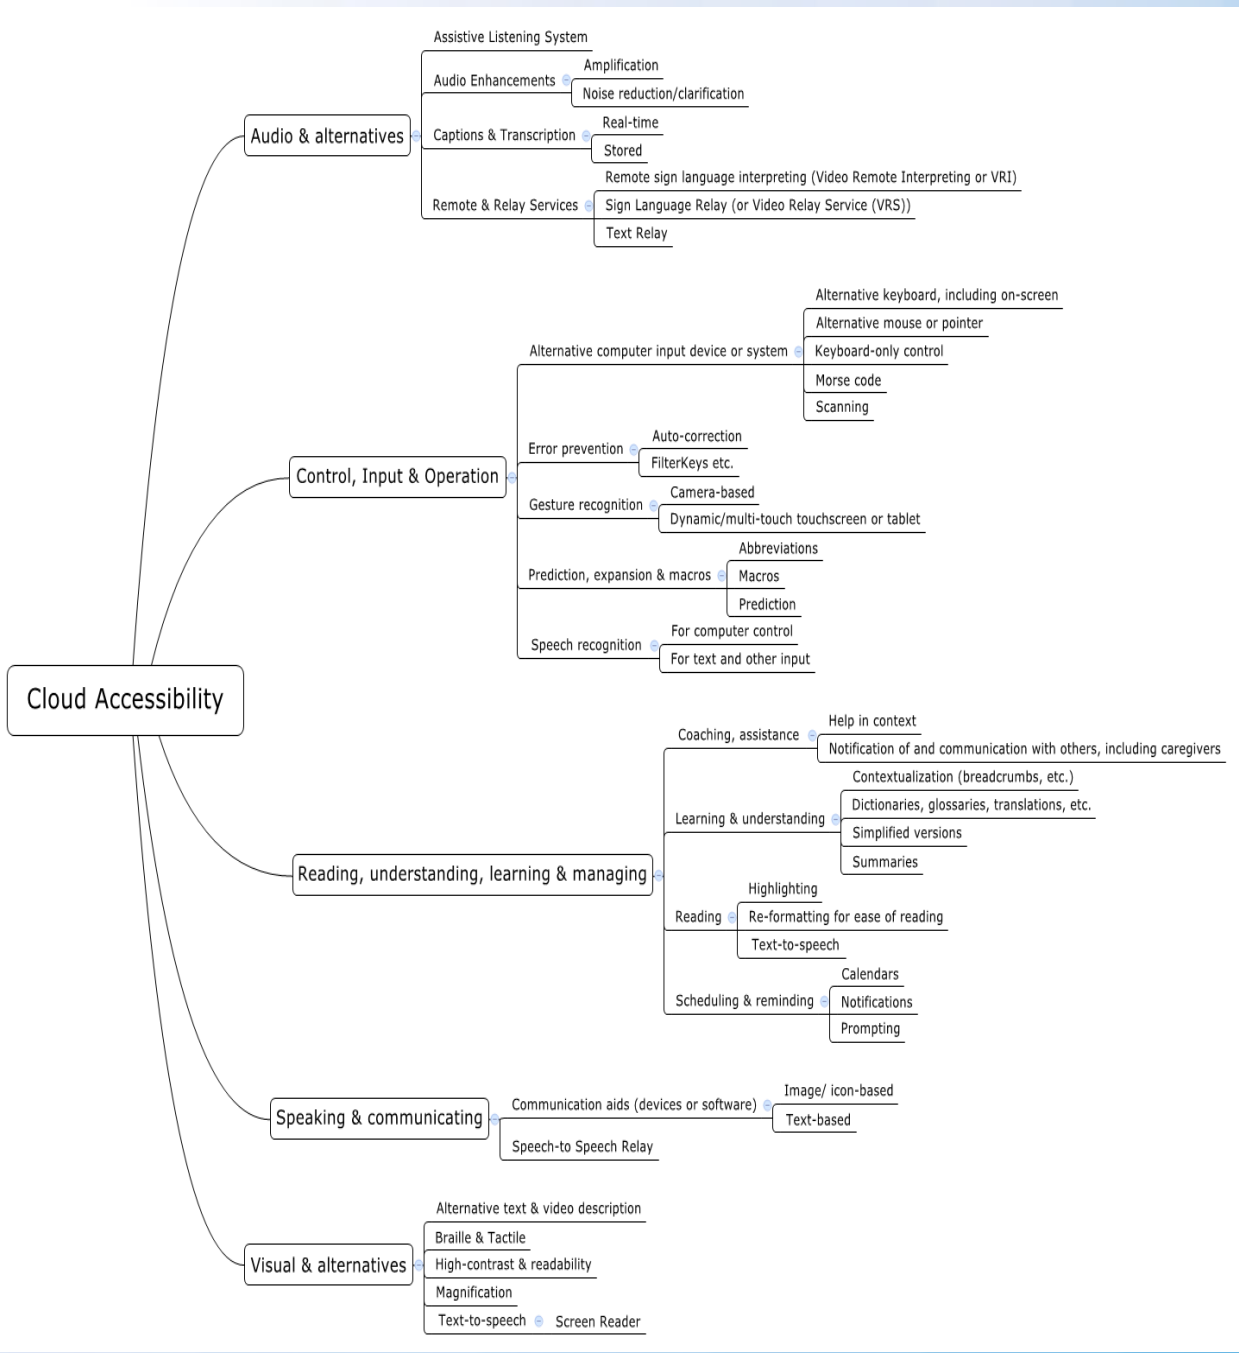 Assistive Listening System
Amplification
Audio Enhancements
Noise reduction/clarification
Real-time
Audio & alternatives
Captions & Transcription
Stored
Remote sign language interpreting (Video Remote Interpreting or VRI)
Remote & Relay Services
Sign Language Relay (or Video Relay Service (VRS))
Text Relay
Alternative keyboard, including on-screen
Alternative mouse or pointer
Alternative computer input device or system
Keyboard-only control
Morse code
Scanning
Auto-correction
Error prevention
FilterKeys etc.
Control, Input & Operation
Camera-based
Gesture recognition
Dynamic/multi-touch touchscreen or tablet
Abbreviations
Prediction, expansion & macros
Macros
Prediction
For computer control
Speech recognition
For text and other input
Cloud Accessibility
Help in context
Coaching, assistance
Notification of and communication with others, including caregivers
Contextualization (breadcrumbs, etc.)
Dictionaries, glossaries, translations, etc.
Learning & understanding
Simplified versions
Summaries
Reading, understanding, learning & managing
Highlighting
Reading
Re-formatting for ease of reading
Text-to-speech
Calendars
Scheduling & reminding
Notifications
Prompting
Image/ icon-based
Communication aids (devices or software)
Speaking & communicating
Text-based
Speech-to Speech Relay
Alternative text & video description
Braille & Tactile
Visual & alternatives
High-contrast & readability
Magnification
Text-to-speech
Screen Reader